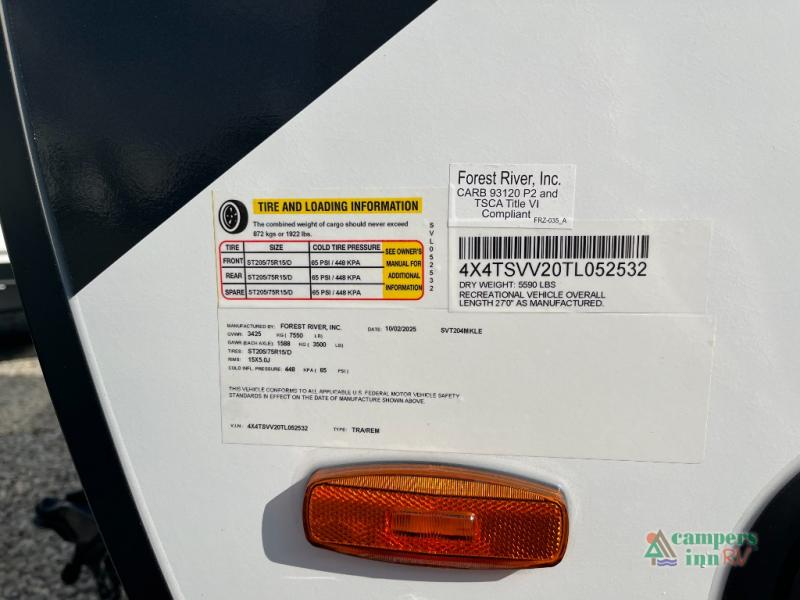 TIRE AND LOADING INFORMATION
The combined weight of cargo should never exceed
872 kgs or 1922 lbs.
TIRE SIZE COLD TIRE PRESSURE
FRONT ST205/75R15/D 65 PSI / 448 KPA
REAR ST205/75R15/D 65 PSI / 448 KPA
SPARE ST205/75R15/D 65 PSI / 448 KPA
SEE OWNER'S
MANUAL FOR
ADDITIONAL
INFORMATION
SVL052532
Forest River, Inc.
CARB 93120 P2 and
TSCA Title VI
Compliant
FRZ-035_A
4X4TSVV20TL052532
DRY WEIGHT: 5590 LBS
RECREATIONAL VEHICLE OVERALL
LENGTH 27'0" AS MANUFACTURED.
MANUFACTURED BY: FOREST RIVER, INC. DATE: 10/02/2025 SVT204MKLE
GVWR: 3425 KG ( 7550 LB)
GAWR (EACH AXLE): 1588 KG ( 3500 LB)
TIRES: ST205/75R15/D
RIMS: 15X5.0J
COLD INFL. PRESSURE: 448 KPA ( 65 PSI )
THIS VEHICLE CONFORMS TO ALL APPLICABLE U.S. FEDERAL MOTOR VEHICLE SAFETY
STANDARDS IN EFFECT ON THE DATE OF MANUFACTURE SHOWN ABOVE.
V.I.N.: 4X4TSVV20TL052532 TYPE: TRA/REM
campers
inn RV